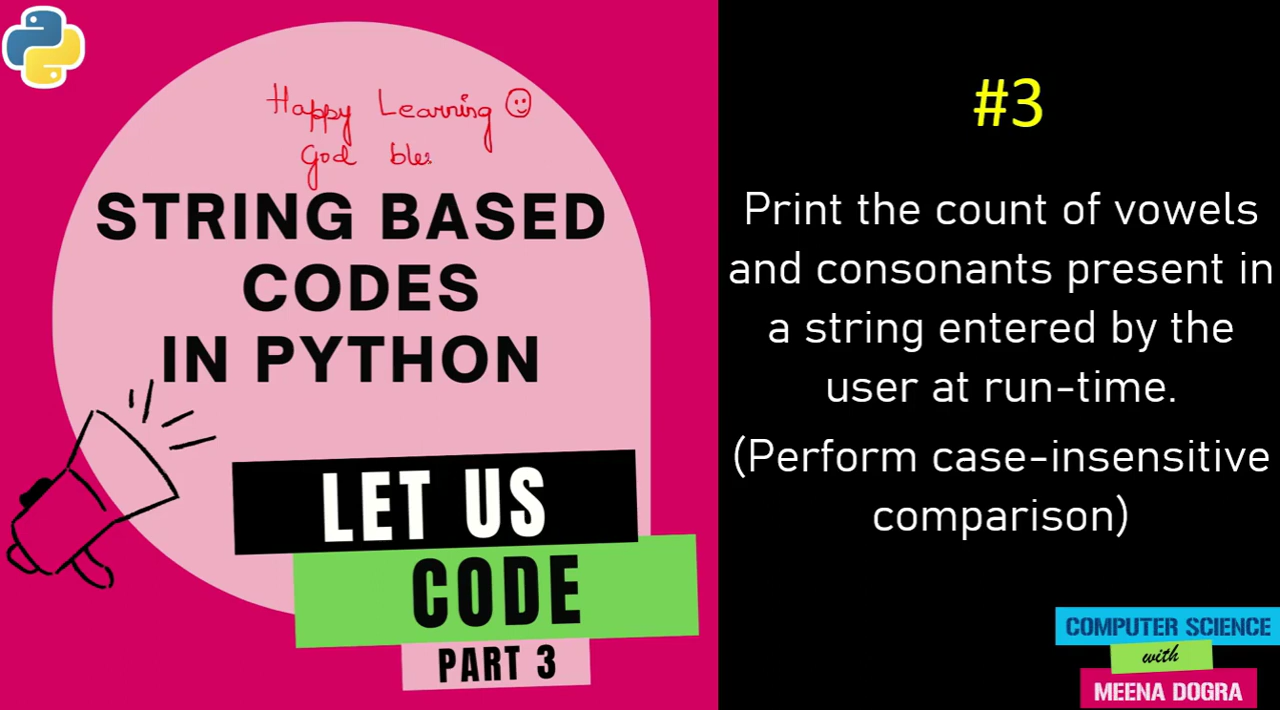 Happy Learning
God
STRING BASED
CODES
IN PYTHON
LET US
CODE
PART 3
#3
Print the count of vowels
and consonants present in
a string entered by the
user at run-time.
(Perform case-insensitive
comparison)
COMPUTER SCIENCE
with
MEENA DOGRA